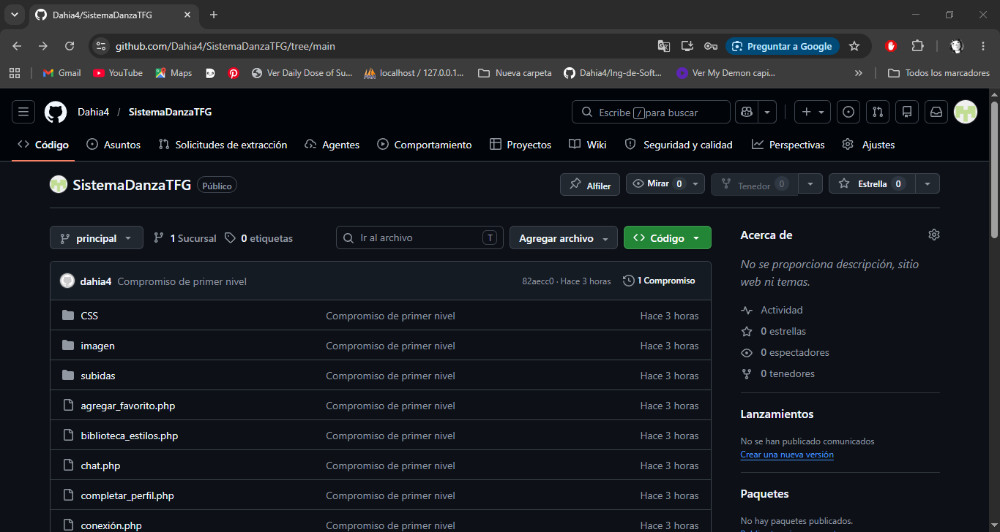 Dahia4/SistemaDanzaTFG
github.com/Dahia4/SistemaDanzaTFG/tree/main
Preguntar a Google
Gmail
YouTube
Maps
Ver Daily Dose of Su...
localhost / 127.0.0.1...
Nueva carpeta
Dahia4/Ing-de-Soft...
Ver My Demon capi...
Todos los marcadores
Dahia4 / SistemaDanzaTFG
Escribe / para buscar
Código
Asuntos
Solicitudes de extracción
Agentes
Comportamiento
Proyectos
Wiki
Seguridad y calidad
Perspectivas
Ajustes
SistemaDanzaTFG Público
Alfiler
Mirar 0
Tenedor 0
Estrella 0
principal
1 Sucursal
0 etiquetas
Ir al archivo T
Agregar archivo
Código
dahia4 Compromiso de primer nivel 82aecc0 · Hace 3 horas 1 Compromiso
CSS Compromiso de primer nivel Hace 3 horas
imagen Compromiso de primer nivel Hace 3 horas
subidas Compromiso de primer nivel Hace 3 horas
agregar_favorito.php Compromiso de primer nivel Hace 3 horas
biblioteca_estilos.php Compromiso de primer nivel Hace 3 horas
chat.php Compromiso de primer nivel Hace 3 horas
completar_perfil.php Compromiso de primer nivel Hace 3 horas
conexión.php Compromiso de primer nivel Hace 3 horas
Acerca de
No se proporciona descripción, sitio
web ni temas.
Actividad
0 estrellas
0 espectadores
0 tenedores
Lanzamientos
No se han publicado comunicados
Crear una nueva versión
Paquetes
No hay paquetes publicados.